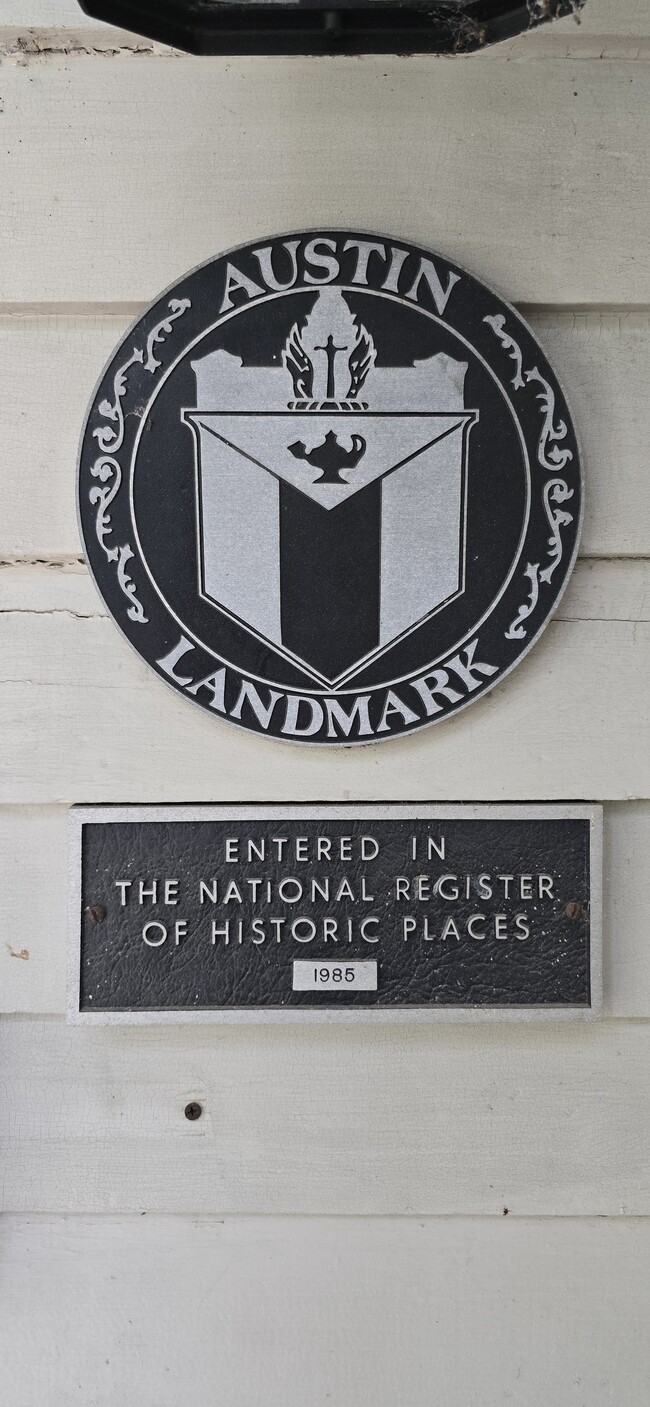 AUSTIN
LANDMARK
ENTERED IN
THE NATIONAL REGISTER
OF HISTORIC PLACES
1985